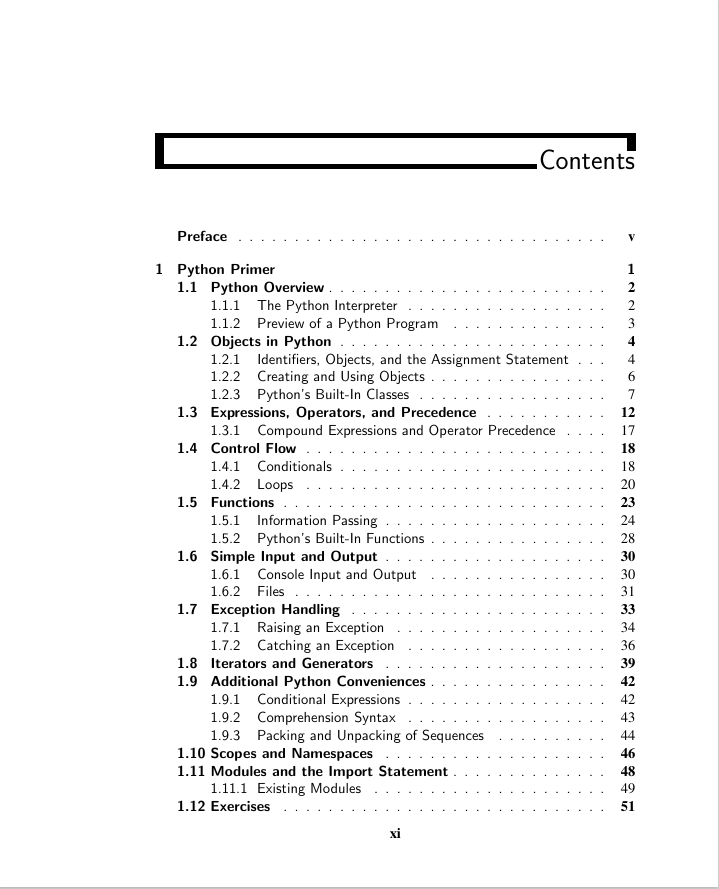 Contents
Preface . . . . . . . . . . . . . . . . . . . . . . . . . . . . . . . . . v
1 Python Primer 1
1.1 Python Overview . . . . . . . . . . . . . . . . . . . . . . . . . 2
1.1.1 The Python Interpreter . . . . . . . . . . . . . . . . . . 2
1.1.2 Preview of a Python Program . . . . . . . . . . . . . . 3
1.2 Objects in Python . . . . . . . . . . . . . . . . . . . . . . . . 4
1.2.1 Identifiers, Objects, and the Assignment Statement . . . 4
1.2.2 Creating and Using Objects . . . . . . . . . . . . . . . . 6
1.2.3 Python's Built-In Classes . . . . . . . . . . . . . . . . . 7
1.3 Expressions, Operators, and Precedence . . . . . . . . . . . 12
1.3.1 Compound Expressions and Operator Precedence . . . . 17
1.4 Control Flow . . . . . . . . . . . . . . . . . . . . . . . . . . . 18
1.4.1 Conditionals . . . . . . . . . . . . . . . . . . . . . . . . 18
1.4.2 Loops . . . . . . . . . . . . . . . . . . . . . . . . . . . 20
1.5 Functions . . . . . . . . . . . . . . . . . . . . . . . . . . . . . 23
1.5.1 Information Passing . . . . . . . . . . . . . . . . . . . . 24
1.5.2 Python's Built-In Functions . . . . . . . . . . . . . . . . 28
1.6 Simple Input and Output . . . . . . . . . . . . . . . . . . . . 30
1.6.1 Console Input and Output . . . . . . . . . . . . . . . . 30
1.6.2 Files . . . . . . . . . . . . . . . . . . . . . . . . . . . . 31
1.7 Exception Handling . . . . . . . . . . . . . . . . . . . . . . . 33
1.7.1 Raising an Exception . . . . . . . . . . . . . . . . . . . 34
1.7.2 Catching an Exception . . . . . . . . . . . . . . . . . . 36
1.8 Iterators and Generators . . . . . . . . . . . . . . . . . . . . 39
1.9 Additional Python Conveniences . . . . . . . . . . . . . . . . 42
1.9.1 Conditional Expressions . . . . . . . . . . . . . . . . . . 42
1.9.2 Comprehension Syntax . . . . . . . . . . . . . . . . . . 43
1.9.3 Packing and Unpacking of Sequences . . . . . . . . . . 44
1.10 Scopes and Namespaces . . . . . . . . . . . . . . . . . . . . 46
1.11 Modules and the Import Statement . . . . . . . . . . . . . . 48
1.11.1 Existing Modules . . . . . . . . . . . . . . . . . . . . . 49
1.12 Exercises . . . . . . . . . . . . . . . . . . . . . . . . . . . . . 51
xi